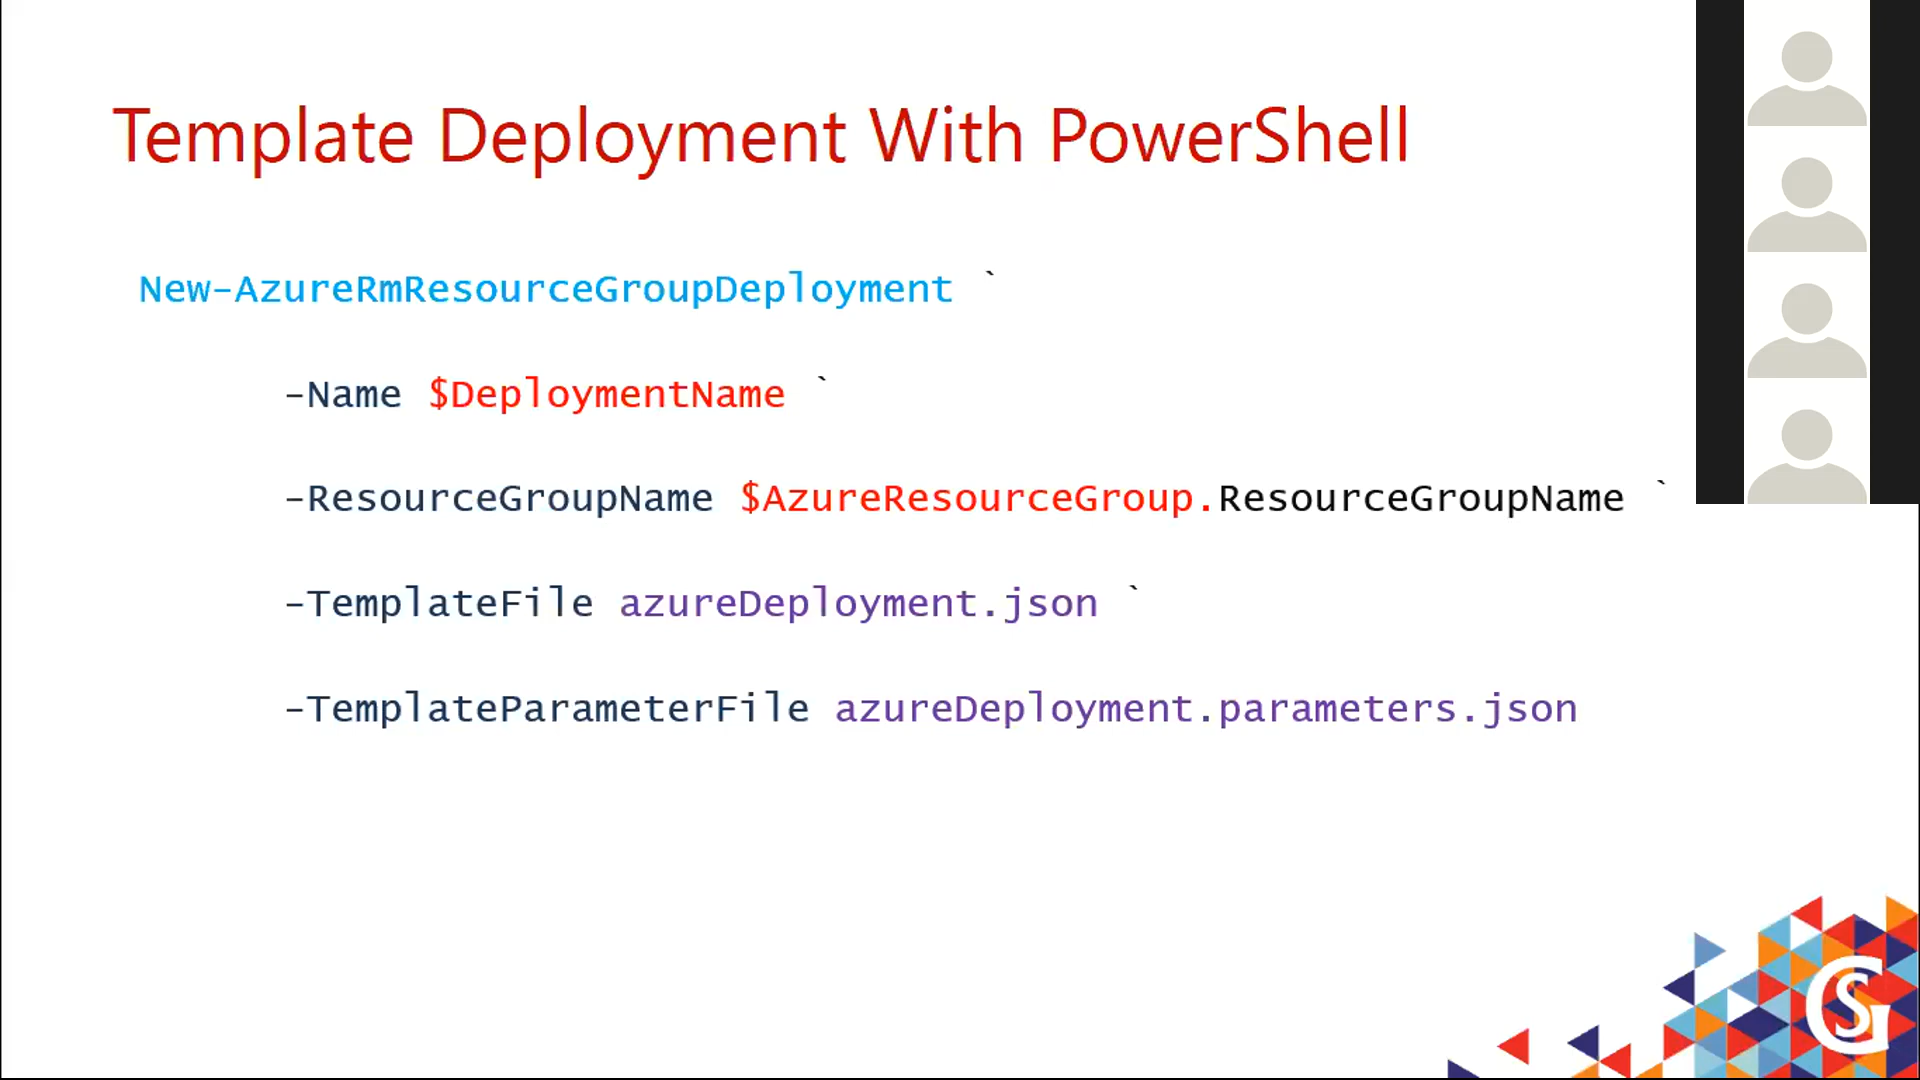 Template Deployment With PowerShell
New-AzureRmResourceGroupDeployment `
-Name $DeploymentName `
-ResourceGroupName $AzureResourceGroup.ResourceGroupName `
-TemplateFile azureDeployment.json `
-TemplateParameterFile azureDeployment.parameters.json